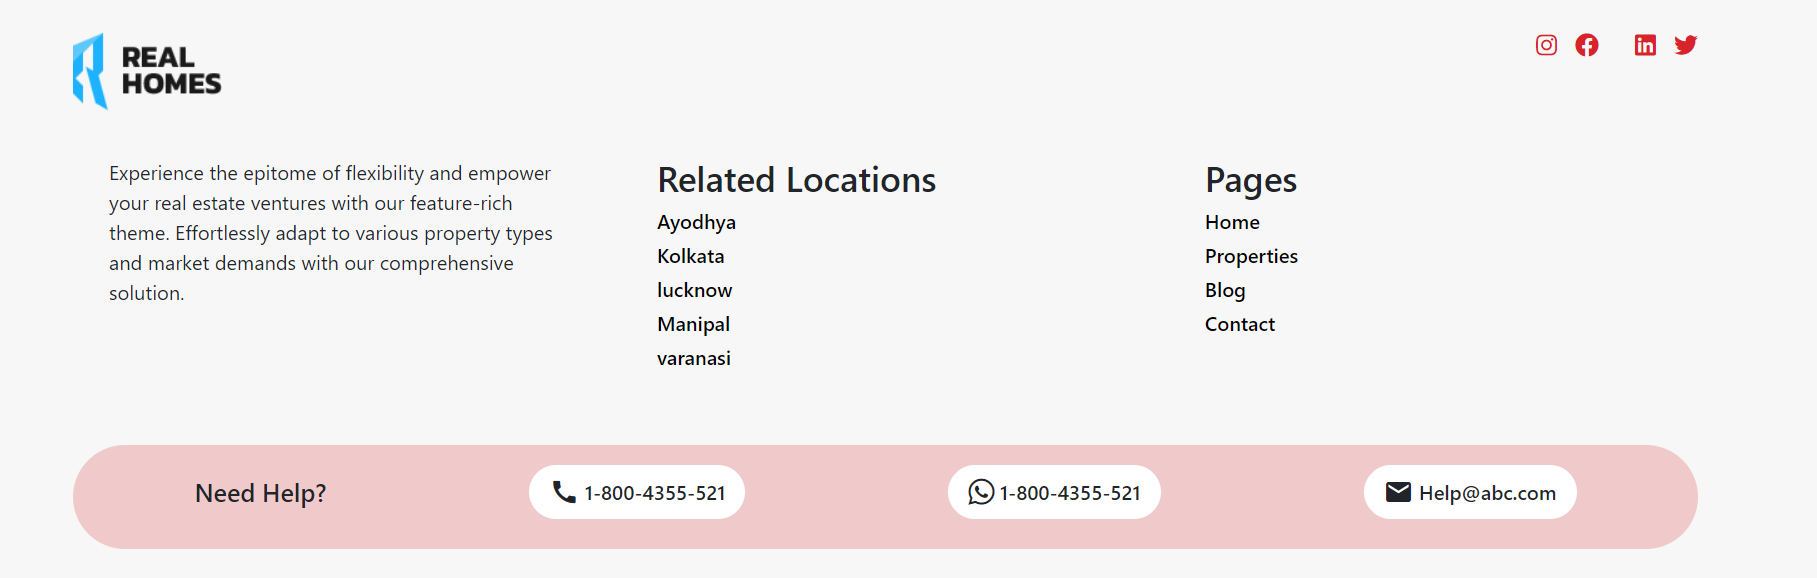 REAL
HOMES
Experience the epitome of flexibility and empower
your real estate ventures with our feature-rich
theme. Effortlessly adapt to various property types
and market demands with our comprehensive
solution.
Related Locations
Ayodhya
Kolkata
lucknow
Manipal
varanasi
Pages
Home
Properties
Blog
Contact
Need Help?
1-800-4355-521
1-800-4355-521
Help@abc.com